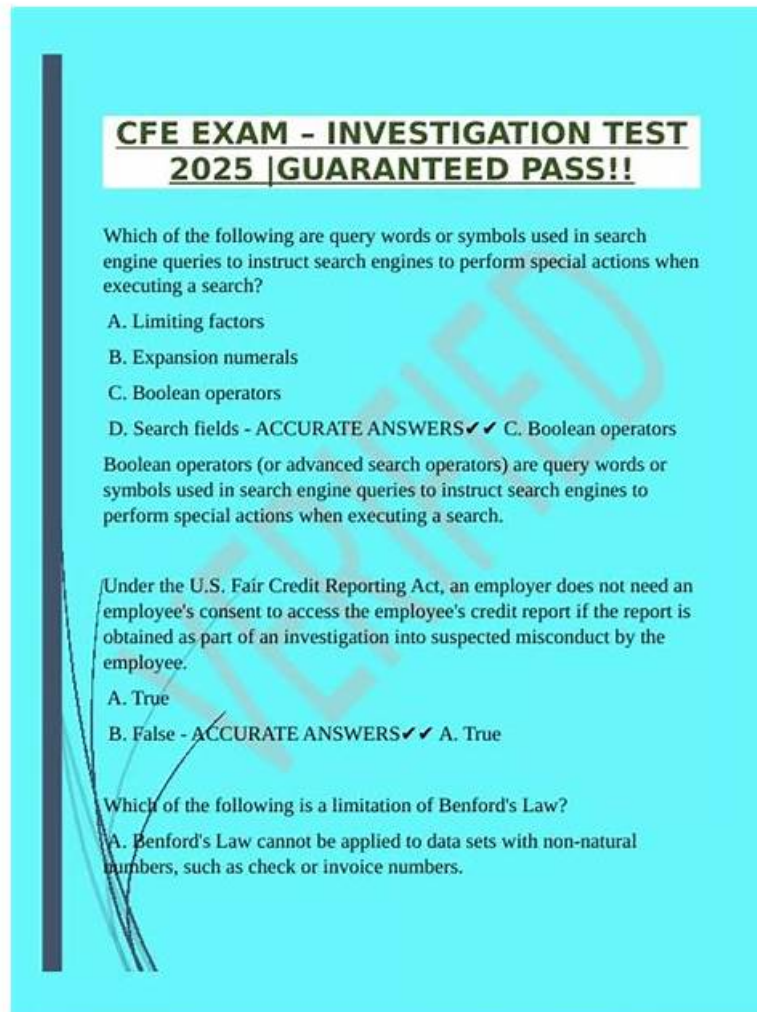 CFE EXAM – INVESTIGATION TEST
2025 |GUARANTEED PASS!!
Which of the following are query words or symbols used in search
engine queries to instruct search engines to perform special actions when
executing a search?
A. Limiting factors
B. Expansion numerals
C. Boolean operators
D. Search fields - ACCURATE ANSWERS✔✔ C. Boolean operators
Boolean operators (or advanced search operators) are query words or
symbols used in search engine queries to instruct search engines to
perform special actions when executing a search.
Under the U.S. Fair Credit Reporting Act, an employer does not need an
employee's consent to access the employee's credit report if the report is
obtained as part of an investigation into suspected misconduct by the
employee.
A. True
B. False - ACCURATE ANSWERS✔✔ A. True
Which of the following is a limitation of Benford's Law?
A. Benford's Law cannot be applied to data sets with non-natural
numbers, such as check or invoice numbers.
VERIFIED